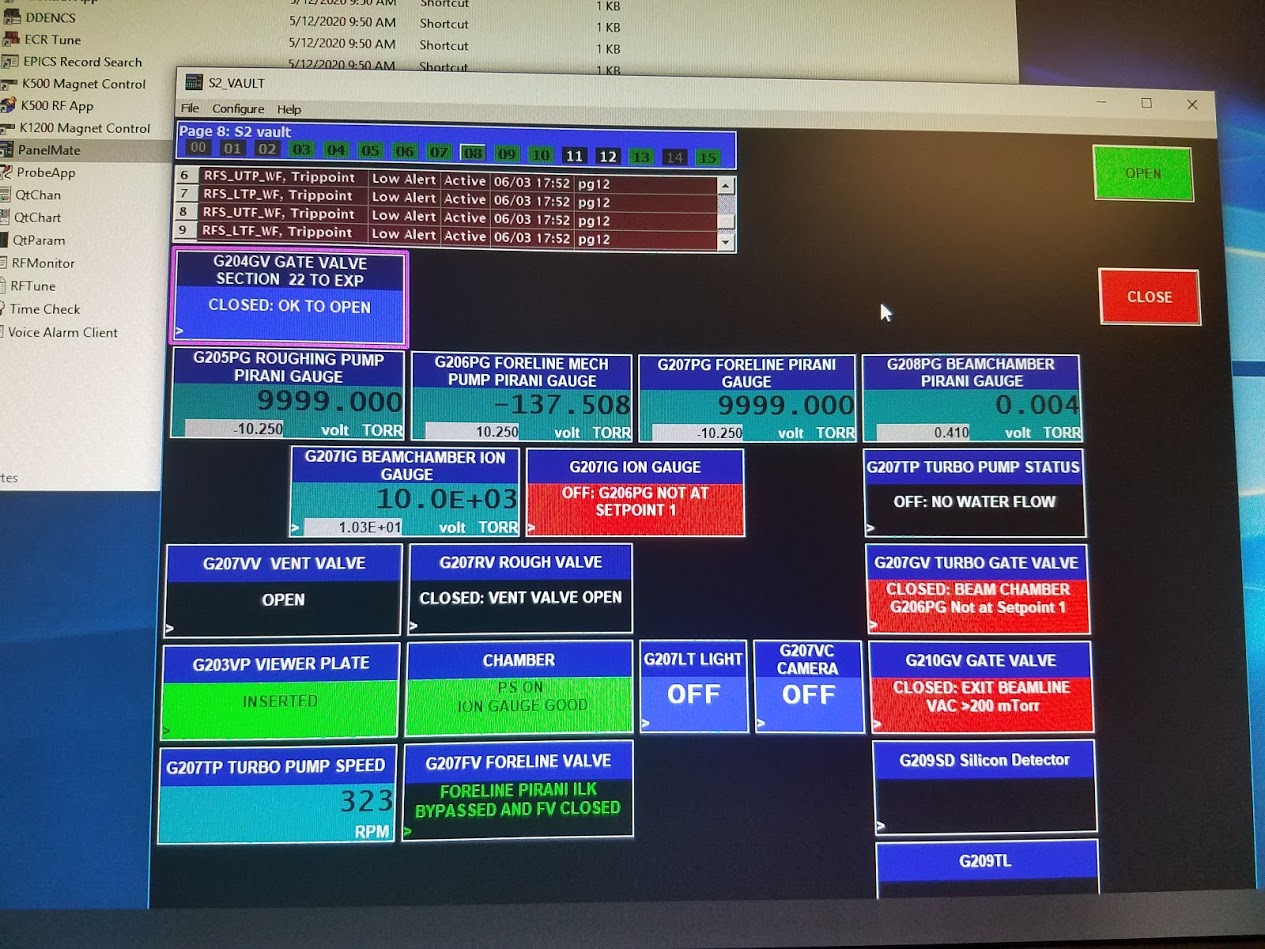 DDENCS
5/12/2020 9:50 AM Shortcut 1 KB
5/12/2020 9:50 AM Shortcut 1 KB
ECR Tune 5/12/2020 9:50 AM Shortcut 1 KB
EPICS Record Search 5/12/2020 9:50 AM Shortcut 1 KB
K500 Magnet Control
K500 RF App
K1200 Magnet Control
PanelMate
ProbeApp
QtChan
QtChart
QtParam
RFMonitor
RFTune
Time Check
Voice Alarm Client
S2_VAULT
File Configure Help
Page 8: S2 vault
00 01 02 03 04 05 06 07 08 09 10 11 12 13 14 15
6 RFS_UTP_WF, Trippoint Low Alert Active 06/03 17:52 pg12
7 RFS_LTP_WF, Trippoint Low Alert Active 06/03 17:52 pg12
8 RFS_UTF_WF, Trippoint Low Alert Active 06/03 17:52 pg12
9 RFS_LTF_WF, Trippoint Low Alert Active 06/03 17:52 pg12
OPEN
CLOSE
G204GV GATE VALVE
SECTION 22 TO EXP
CLOSED: OK TO OPEN
>
G205PG ROUGHING PUMP
PIRANI GAUGE
9999.000
-10.250 volt TORR
G206PG FORELINE MECH
PUMP PIRANI GAUGE
-137.508
10.250 volt TORR
G207PG FORELINE PIRANI
GAUGE
9999.000
-10.250 volt TORR
G208PG BEAMCHAMBER
PIRANI GAUGE
0.004
0.410 volt TORR
G207IG BEAMCHAMBER ION
GAUGE
10.0E+03
> 1.03E+01 volt TORR
G207IG ION GAUGE
OFF: G206PG NOT AT
SETPOINT 1
>
G207TP TURBO PUMP STATUS
OFF: NO WATER FLOW
>
G207VV VENT VALVE
OPEN
>
G207RV ROUGH VALVE
CLOSED: VENT VALVE OPEN
>
G207GV TURBO GATE VALVE
CLOSED: BEAM CHAMBER
G206PG Not at Setpoint 1
>
G203VP VIEWER PLATE
INSERTED
>
CHAMBER
PS ON
ION GAUGE GOOD
G207LT LIGHT
OFF
>
G207VC
CAMERA
OFF
>
G210GV GATE VALVE
CLOSED: EXIT BEAMLINE
VAC >200 mTorr
>
G207TP TURBO PUMP SPEED
323
RPM
G207FV FORELINE VALVE
FORELINE PIRANI ILK
BYPASSED AND FV CLOSED
>
G209SD Silicon Detector
>
G209TL